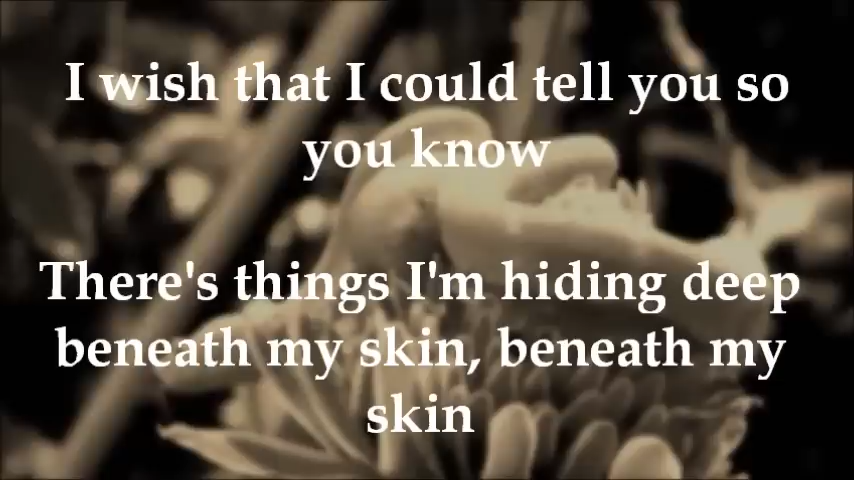 I wish that I could tell you so
you know
There's things I'm hiding deep
beneath my skin, beneath my
skin